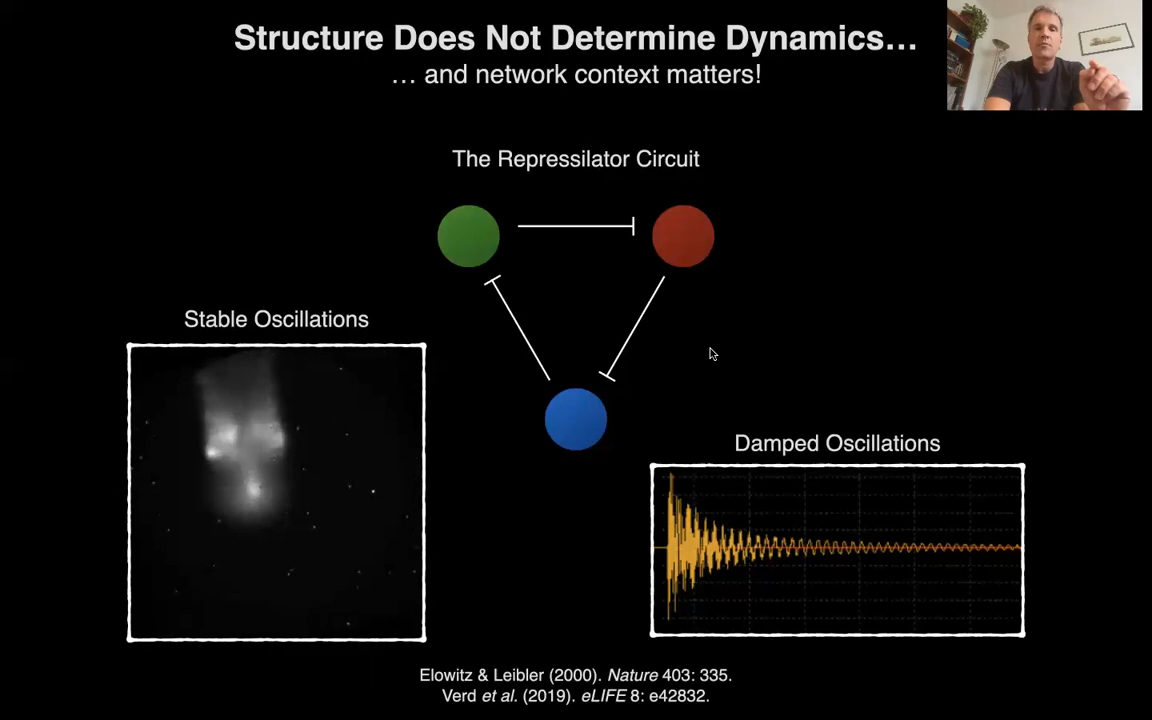 Structure Does Not Determine Dynamics…
… and network context matters!
The Repressilator Circuit
Stable Oscillations
Damped Oscillations
Elowitz & Leibler (2000). Nature 403: 335.
Verd et al. (2019). eLIFE 8: e42832.